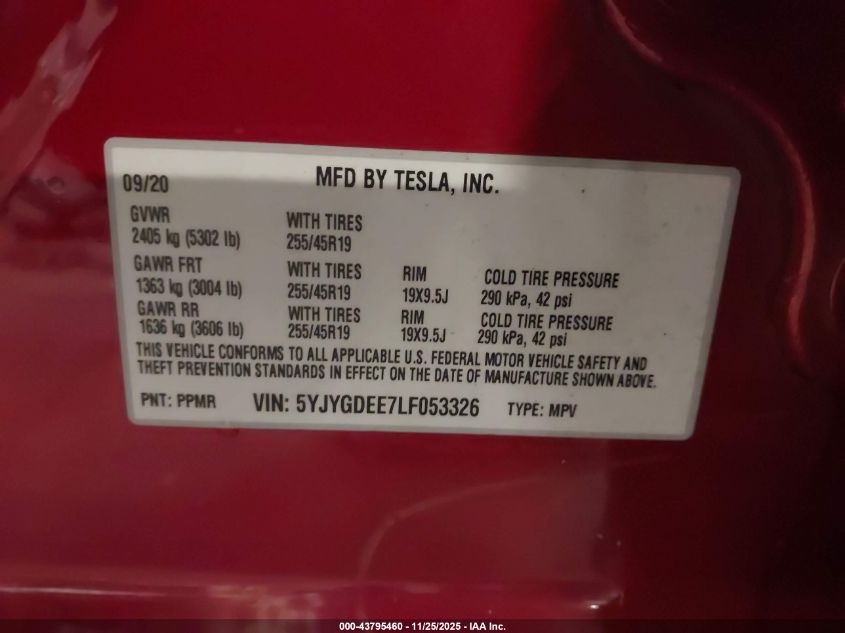 09/20 MFD BY TESLA, INC.
GVWR WITH TIRES
2405 kg (5302 lb) 255/45R19
GAWR FRT WITH TIRES RIM COLD TIRE PRESSURE
1363 kg (3004 lb) 255/45R19 19X9.5J 290 kPa, 42 psi
GAWR RR WITH TIRES RIM COLD TIRE PRESSURE
1636 kg (3606 lb) 255/45R19 19X9.5J 290 kPa, 42 psi
THIS VEHICLE CONFORMS TO ALL APPLICABLE U.S. FEDERAL MOTOR VEHICLE SAFETY AND
THEFT PREVENTION STANDARDS IN EFFECT ON THE DATE OF MANUFACTURE SHOWN ABOVE.
PNT: PPMR VIN: 5YJYGDEE7LF053326 TYPE: MPV
000-43795460 - 11/25/2025 - IAA Inc.